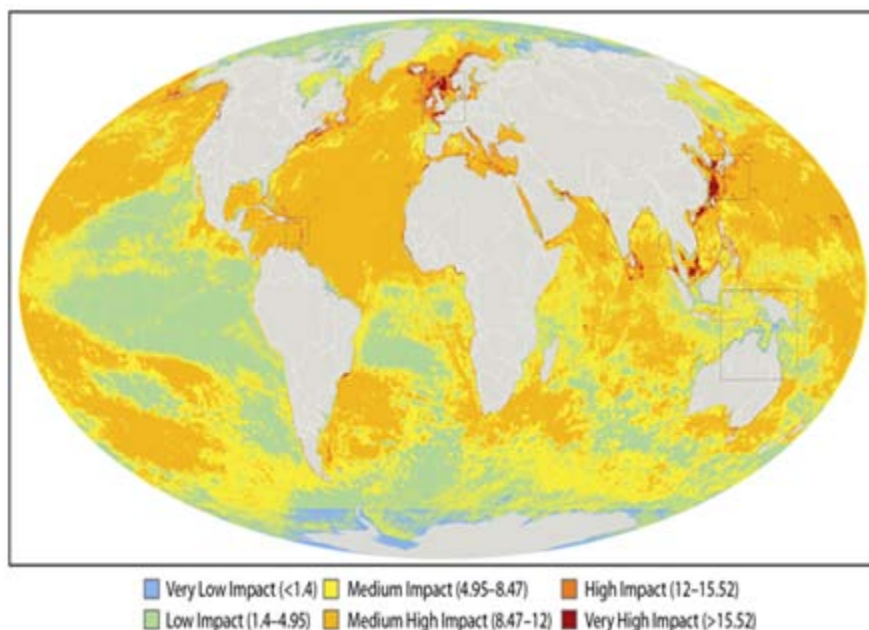 Very Low Impact (<1.4) Medium Impact (4.95–8.47) High Impact (12–15.52)
Low Impact (1.4–4.95) Medium High Impact (8.47–12) Very High Impact (>15.52)